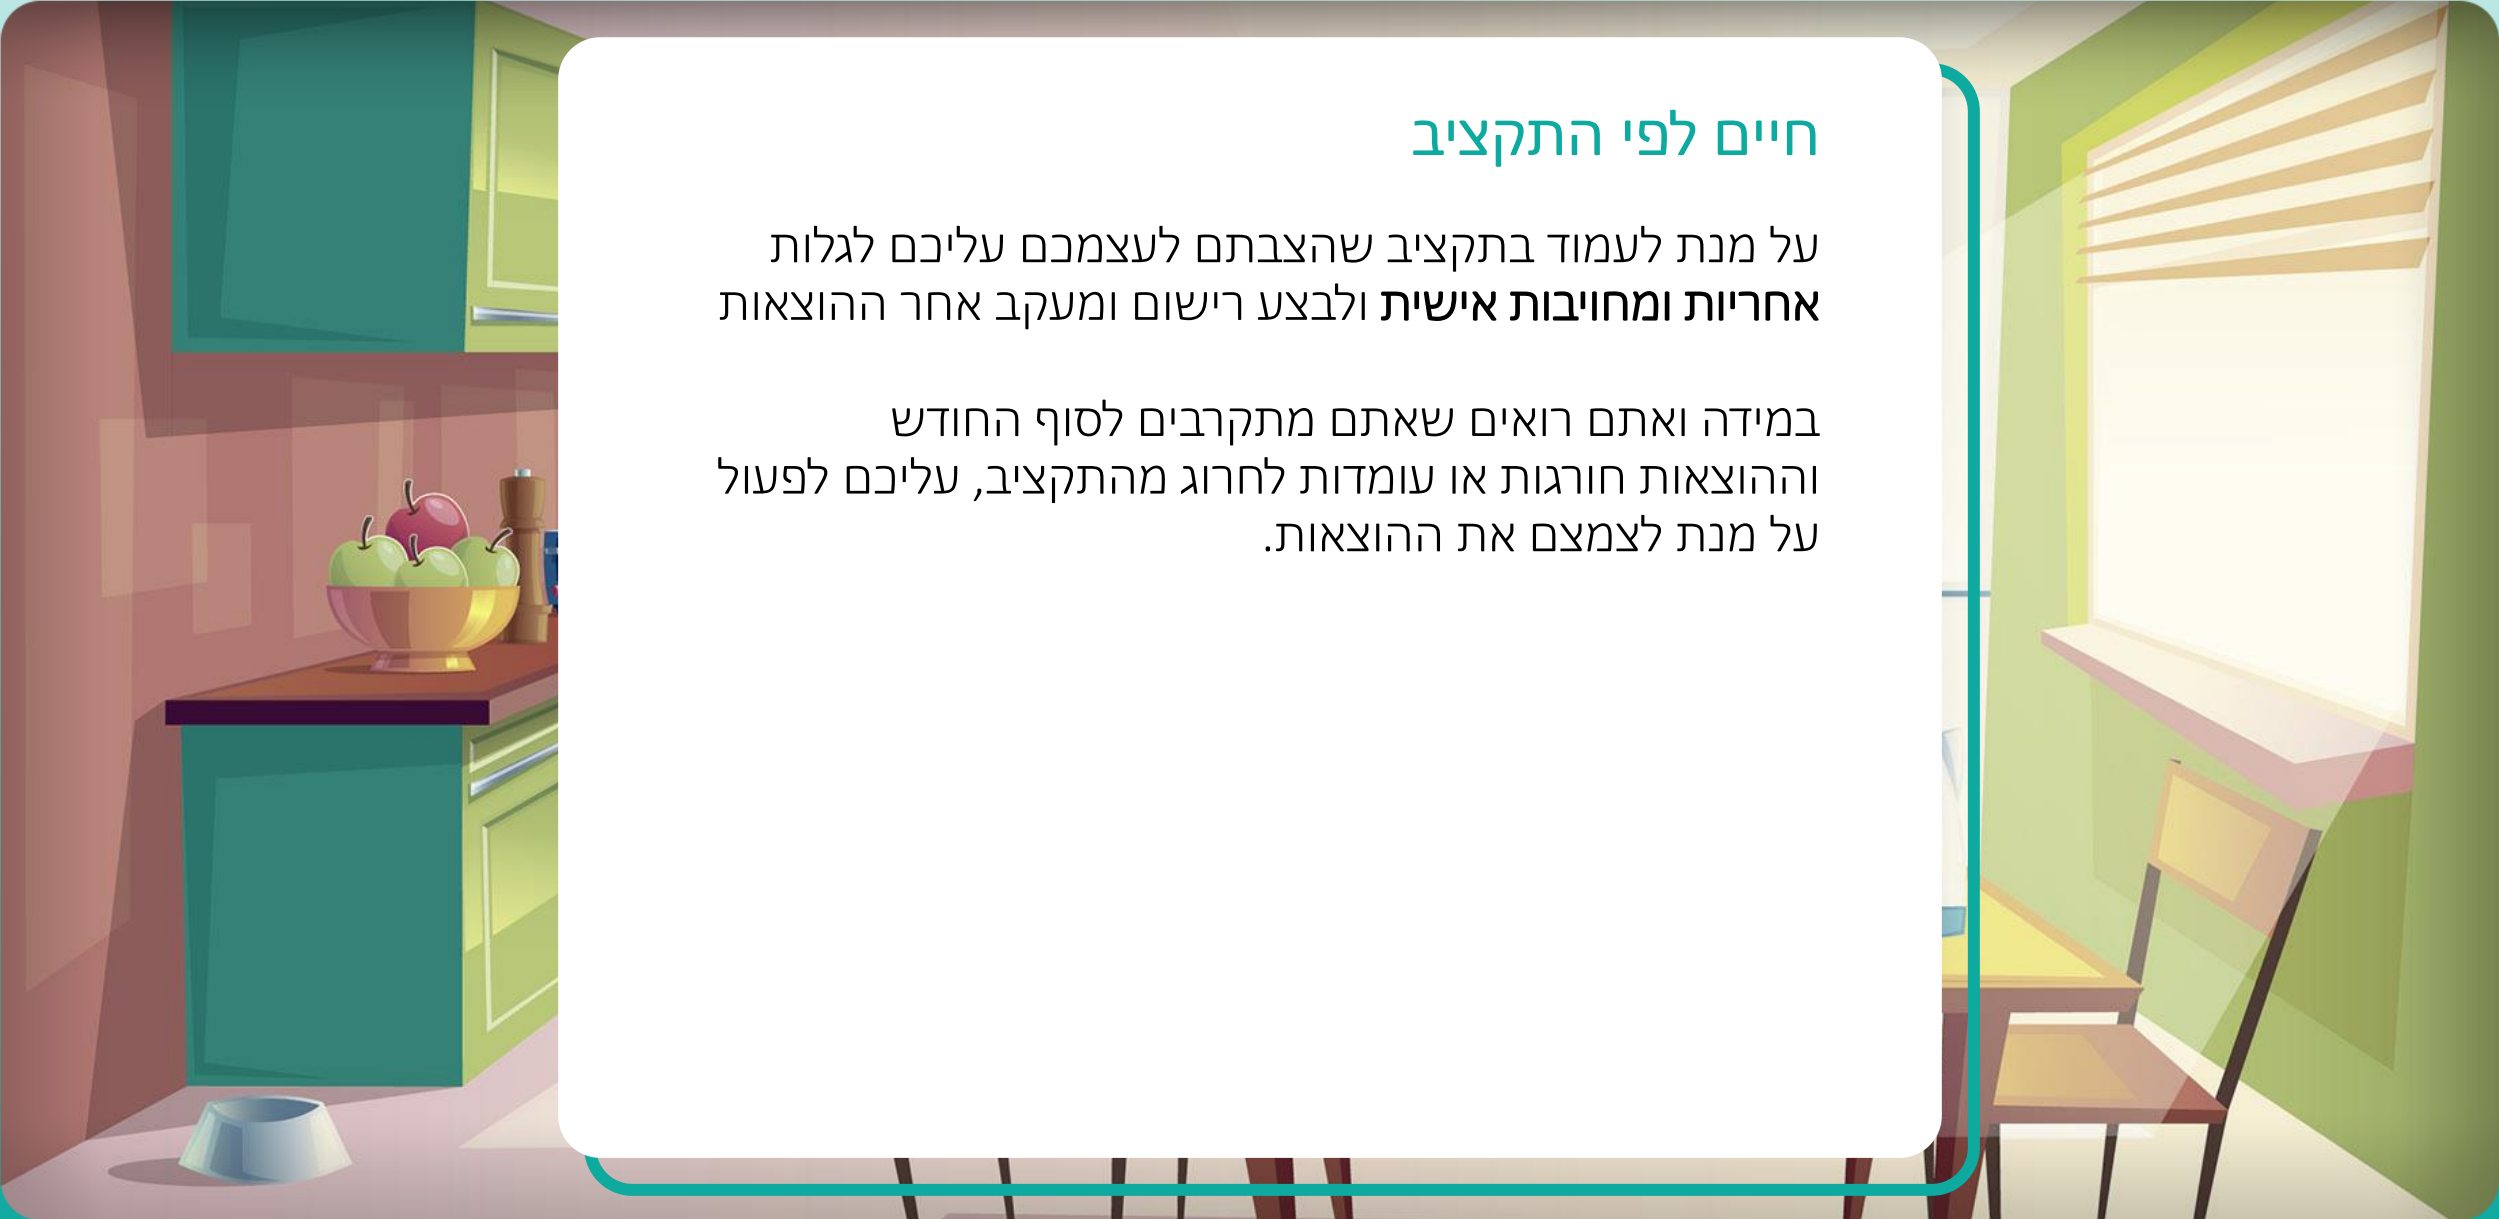 חיים לפי התקציב
על מנת לעמוד בתקציב שהצבתם לעצמכם עליכם לגלות
אחריות ומחויבות אישית ולבצע רישום ומעקב אחר ההוצאות
במידה ואתם רואים שאתם מתקרבים לסוף החודש
וההוצאות חורגות או עומדות לחרוג מהתקציב, עליכם לפעול
על מנת לצמצם את ההוצאות.